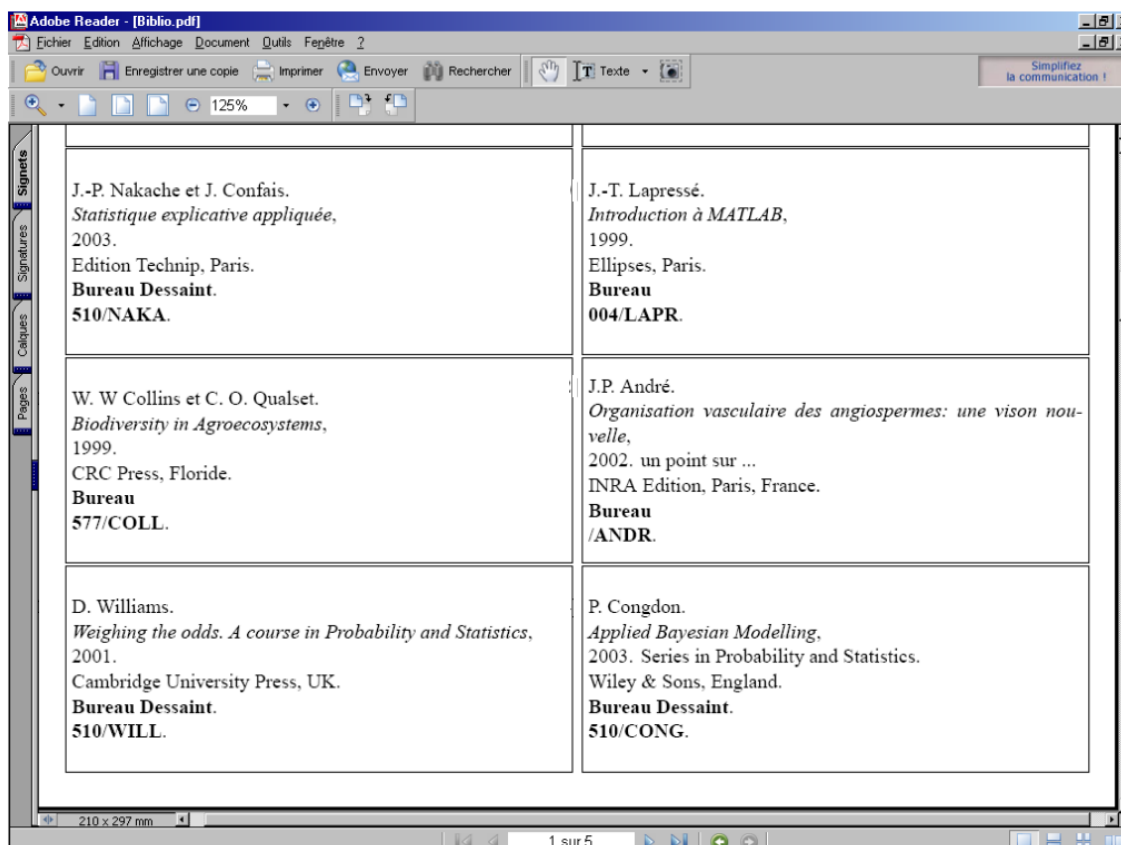 Adobe Reader - [Biblio.pdf]
Fichier Edition Affichage Document Outils Fenêtre ?
Ouvrir Enregistrer une copie Imprimer Envoyer Rechercher Texte
Simplifiez
la communication !
125%
Signets
Signatures
Calques
Pages
J.-P. Nakache et J. Confais.
Statistique explicative appliquée,
2003.
Edition Technip, Paris.
Bureau Dessaint.
510/NAKA.
J.-T. Lapressé.
Introduction à MATLAB,
1999.
Ellipses, Paris.
Bureau
004/LAPR.
W. W Collins et C. O. Qualset.
Biodiversity in Agroecosystems,
1999.
CRC Press, Floride.
Bureau
577/COLL.
J.P. André.
Organisation vasculaire des angiospermes: une vison nou-
velle,
2002. un point sur ...
INRA Edition, Paris, France.
Bureau
/ANDR.
D. Williams.
Weighing the odds. A course in Probability and Statistics,
2001.
Cambridge University Press, UK.
Bureau Dessaint.
510/WILL.
P. Congdon.
Applied Bayesian Modelling,
2003. Series in Probability and Statistics.
Wiley & Sons, England.
Bureau Dessaint.
510/CONG.
210 x 297 mm
1 sur 5